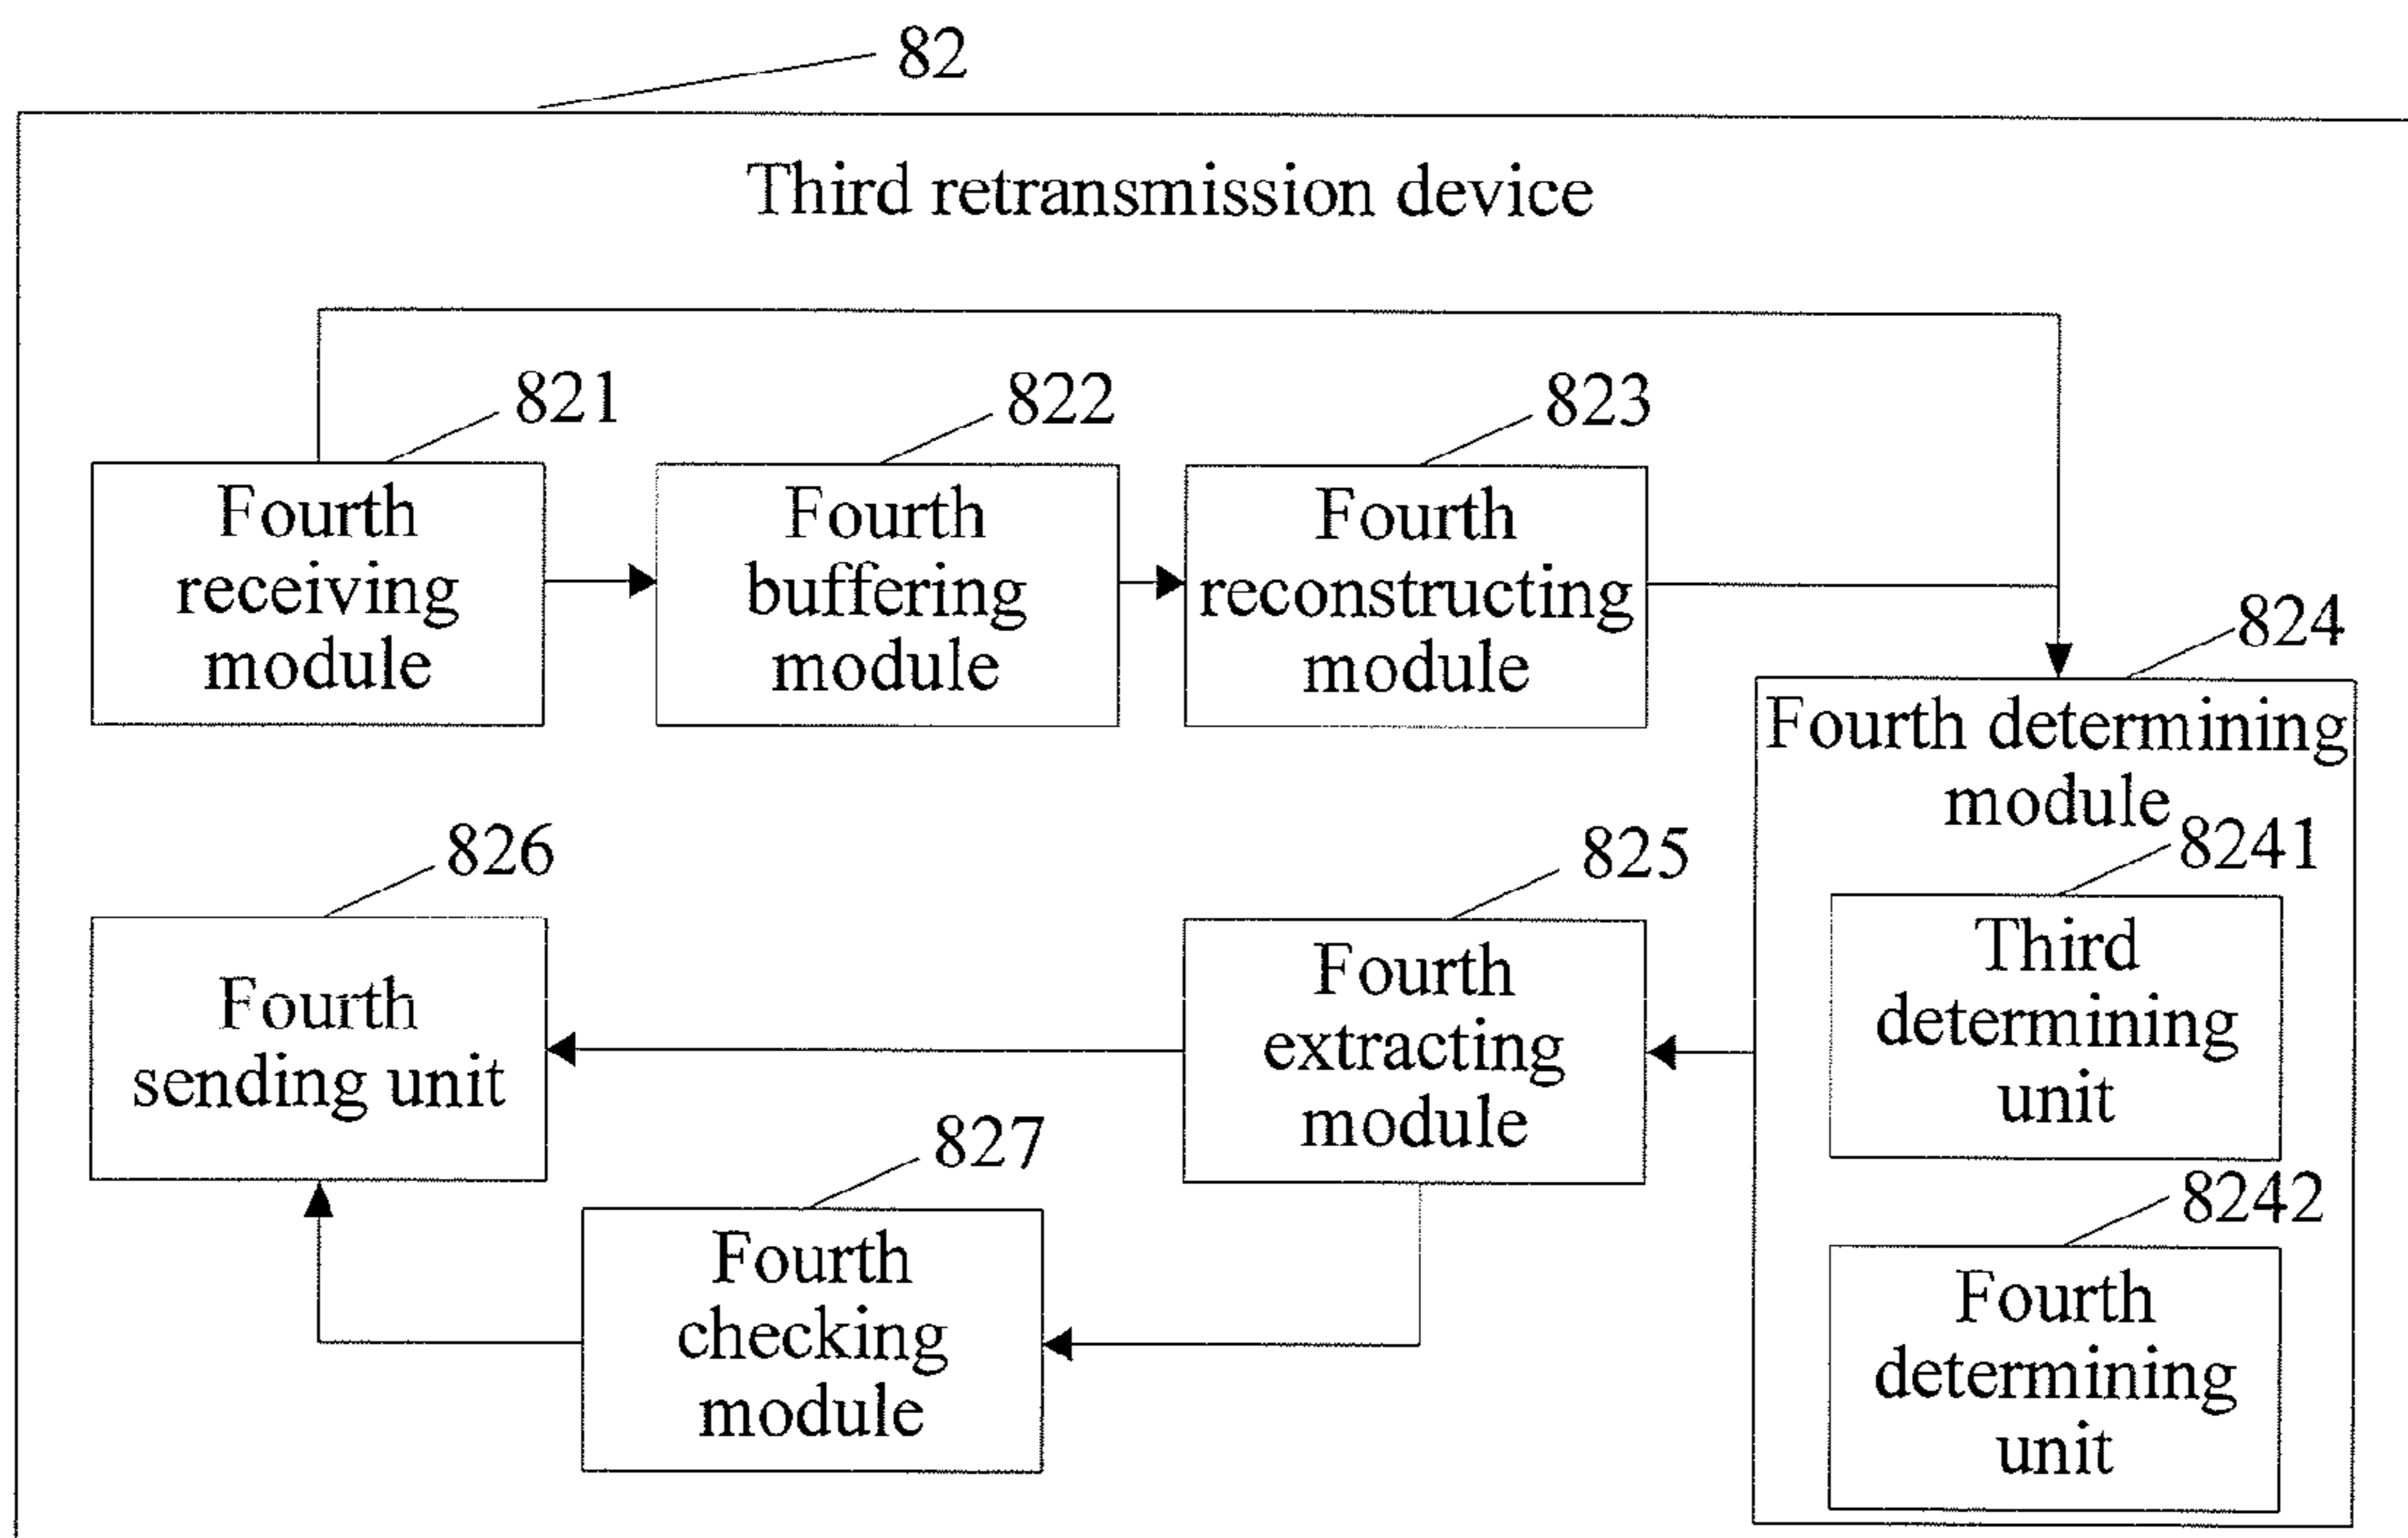 82
Third retransmission device
821
822
823
Fourth
receiving
module
Fourth
buffering
module
Fourth
reconstructing
module
824
Fourth determining
module
8241
Third
determining
unit
8242
Fourth
determining
unit
825
Fourth
extracting
module
826
Fourth
sending unit
827
Fourth
checking
module